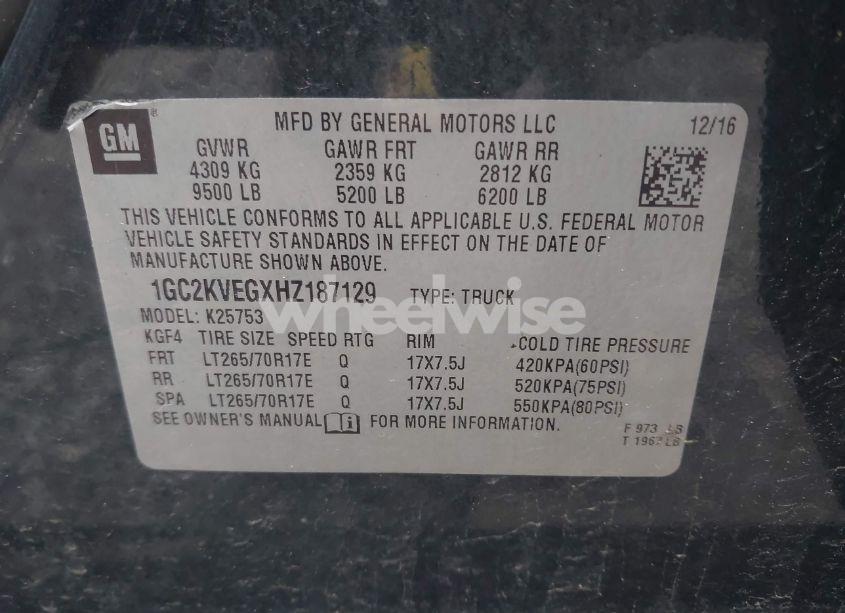 GM ®
MFD BY GENERAL MOTORS LLC 12/16
GVWR GAWR FRT GAWR RR
4309 KG 2359 KG 2812 KG
9500 LB 5200 LB 6200 LB
THIS VEHICLE CONFORMS TO ALL APPLICABLE U.S. FEDERAL MOTOR
VEHICLE SAFETY STANDARDS IN EFFECT ON THE DATE OF
MANUFACTURE SHOWN ABOVE.
1GC2KVEGXHZ187129 TYPE: TRUCK
wheelwise
MODEL: K25753
KGF4 TIRE SIZE SPEED RTG RIM COLD TIRE PRESSURE
FRT LT265/70R17E Q 17X7.5J 420KPA(60PSI)
RR LT265/70R17E Q 17X7.5J 520KPA(75PSI)
SPA LT265/70R17E Q 17X7.5J 550KPA(80PSI)
SEE OWNER'S MANUAL i FOR MORE INFORMATION.
F 973 LB
T LB